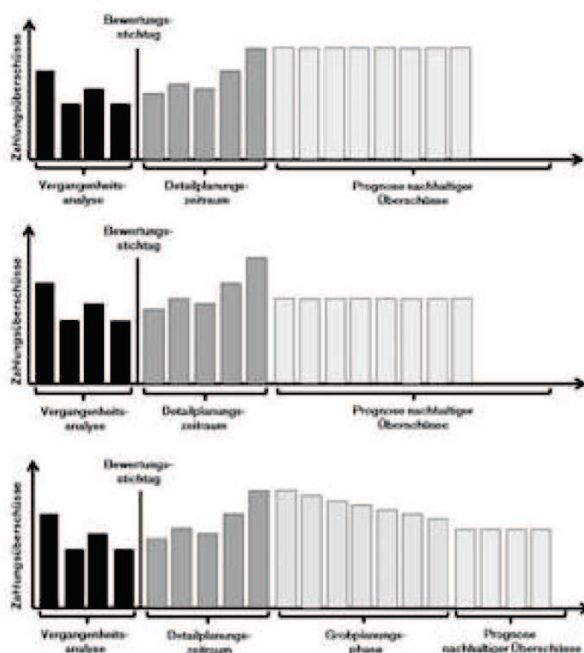 Bewertungs-
stichtag
Zahlungsüberschüsse
Vergangenheits-
analyse
Detailplanungs-
zeitraum
Prognose nachhaltiger
Überschüsse
Bewertungs-
stichtag
Zahlungsüberschüsse
Vergangenheits-
analyse
Detailplanungs-
zeitraum
Prognose nachhaltiger
Überschüsse
Bewertungs-
stichtag
Zahlungsüberschüsse
Vergangenheits-
analyse
Detailplanungs-
zeitraum
Grobplanungs-
phase
Prognose
nachhaltiger Überschüsse